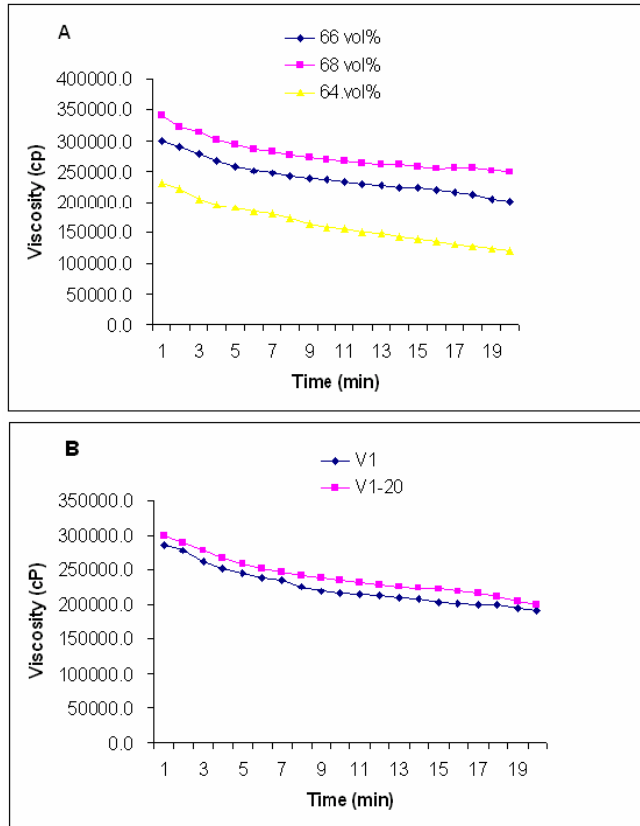 A
66 vol%
68 vol%
64.vol%
400000.0
350000.0
300000.0
250000.0
200000.0
150000.0
100000.0
50000.0
0.0
Viscosity (cp)
1 3 5 7 9 11 13 15 17 19
Time (min)
B
V1
V1-20
350000.0
300000.0
250000.0
200000.0
150000.0
100000.0
50000.0
0.0
Viscosity (cP)
1 3 5 7 9 11 13 15 17 19
Time (min)